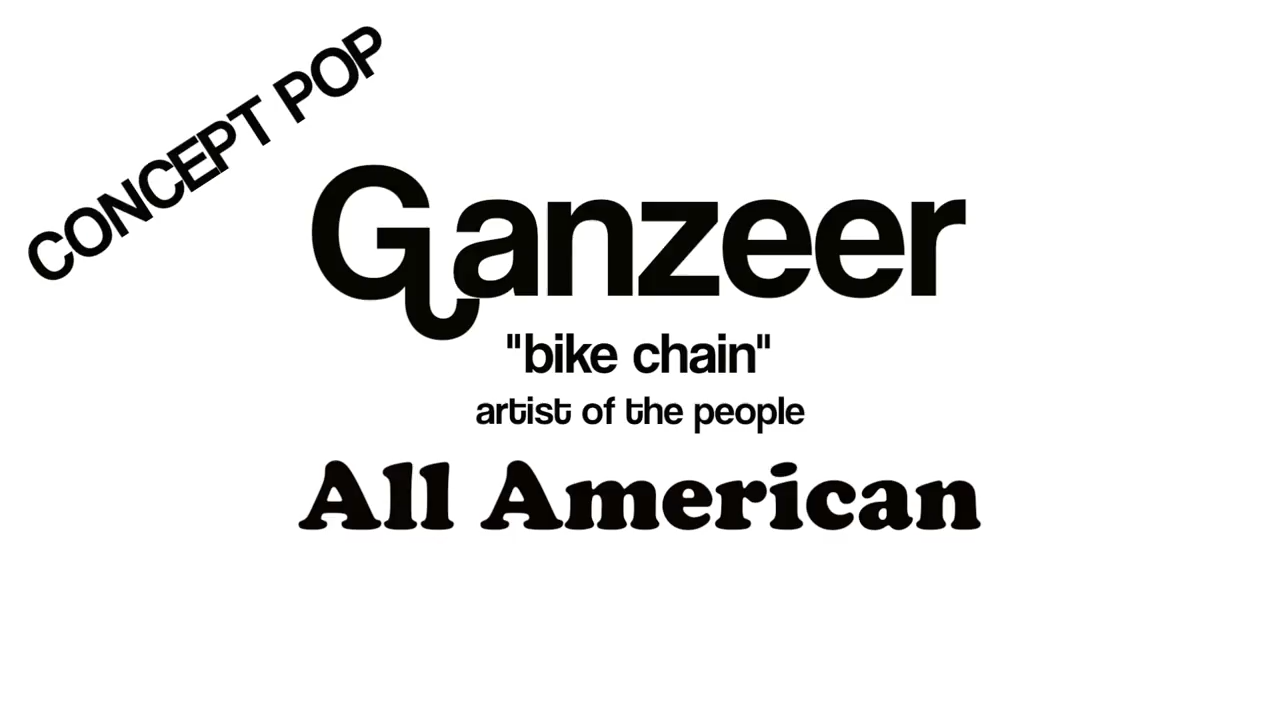 CONCEPT POP
Ganzeer
"bike chain"
artist of the people
All American